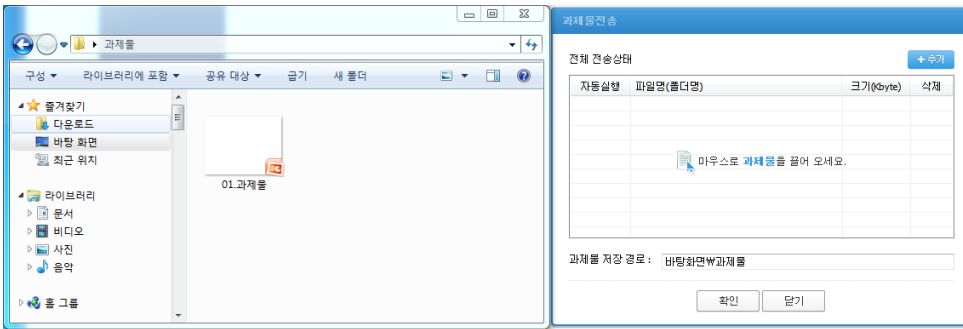 과제물
구성 라이브러리에 포함 공유 대상 굽기 새 폴더
즐겨찾기
다운로드
바탕 화면
최근 위치
라이브러리
문서
비디오
사진
음악
홈 그룹
01.과제물
과제물전송
전체 전송상태
+ 추가
자동실행 파일명(폴더명) 크기(Kbyte) 삭제
마우스로 과제물을 끌어 오세요.
과제물 저장 경로 : 바탕화면₩과제물
확인 닫기